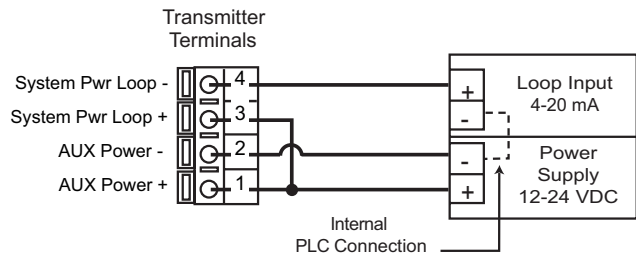 Transmitter
Terminals
System Pwr Loop -
4
+
Loop Input
4-20 mA
System Pwr Loop +
3
-
AUX Power -
2
-
Power
Supply
12-24 VDC
AUX Power +
1
+
Internal
PLC Connection